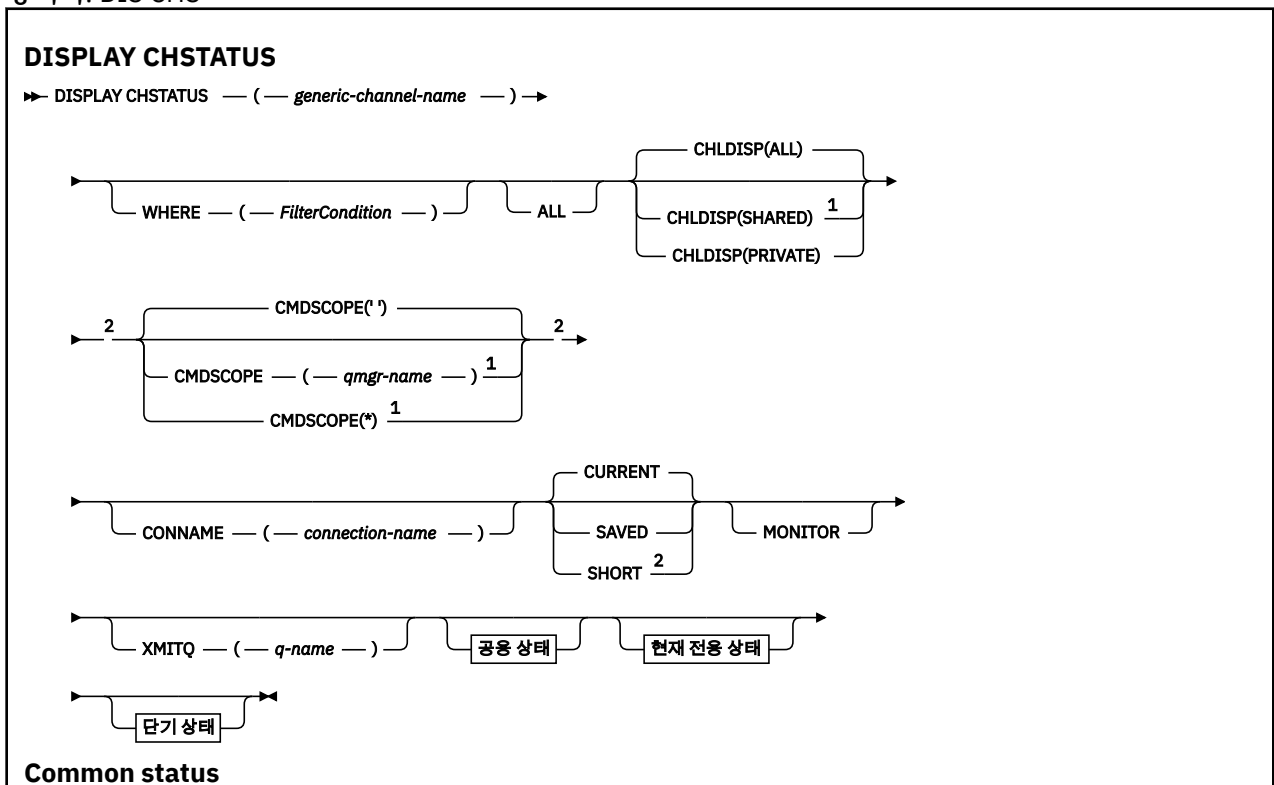 DISPLAY CHSTATUS
DISPLAY CHSTATUS ( generic-channel-name )
CHLDISP(ALL)
WHERE ( FilterCondition ) ALL CHLDISP(SHARED) 1
CHLDISP(PRIVATE)
2 CMDSCOPE(' ') 2
CMDSCOPE ( qmgr-name ) 1
CMDSCOPE(*) 1
CURRENT
CONNAME ( connection-name ) SAVED MONITOR
SHORT 2
XMITQ ( q-name ) 공용 상태 현재 전용 상태
단기 상태
Common status